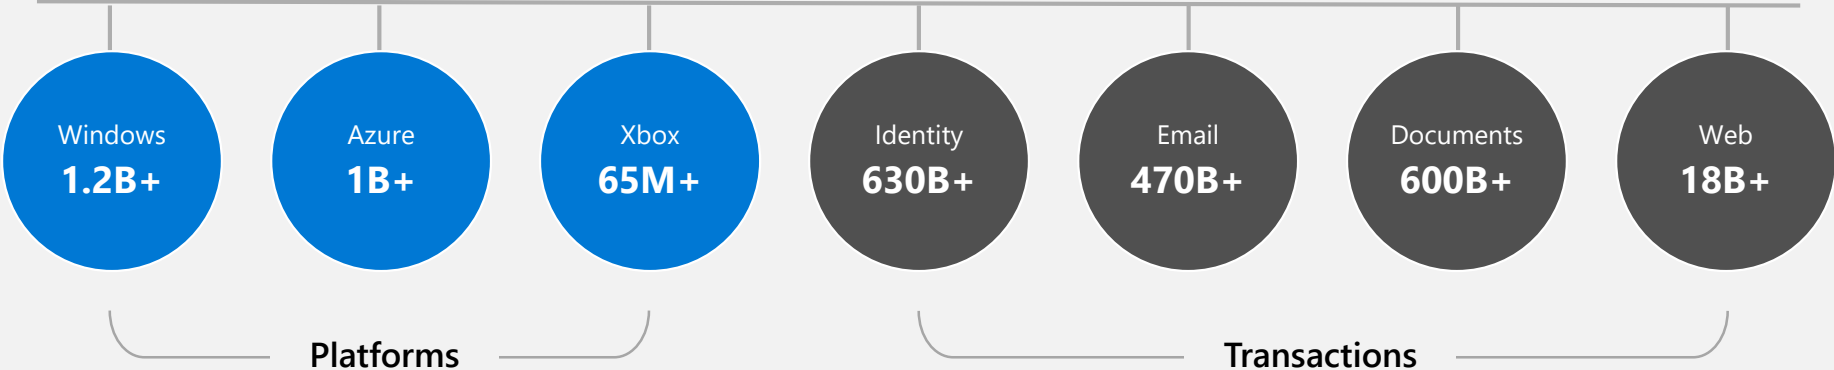 Windows
1.2B+
Azure
1B+
Xbox
65M+
Identity
630B+
Email
470B+
Documents
600B+
Web
18B+
Platforms
Transactions